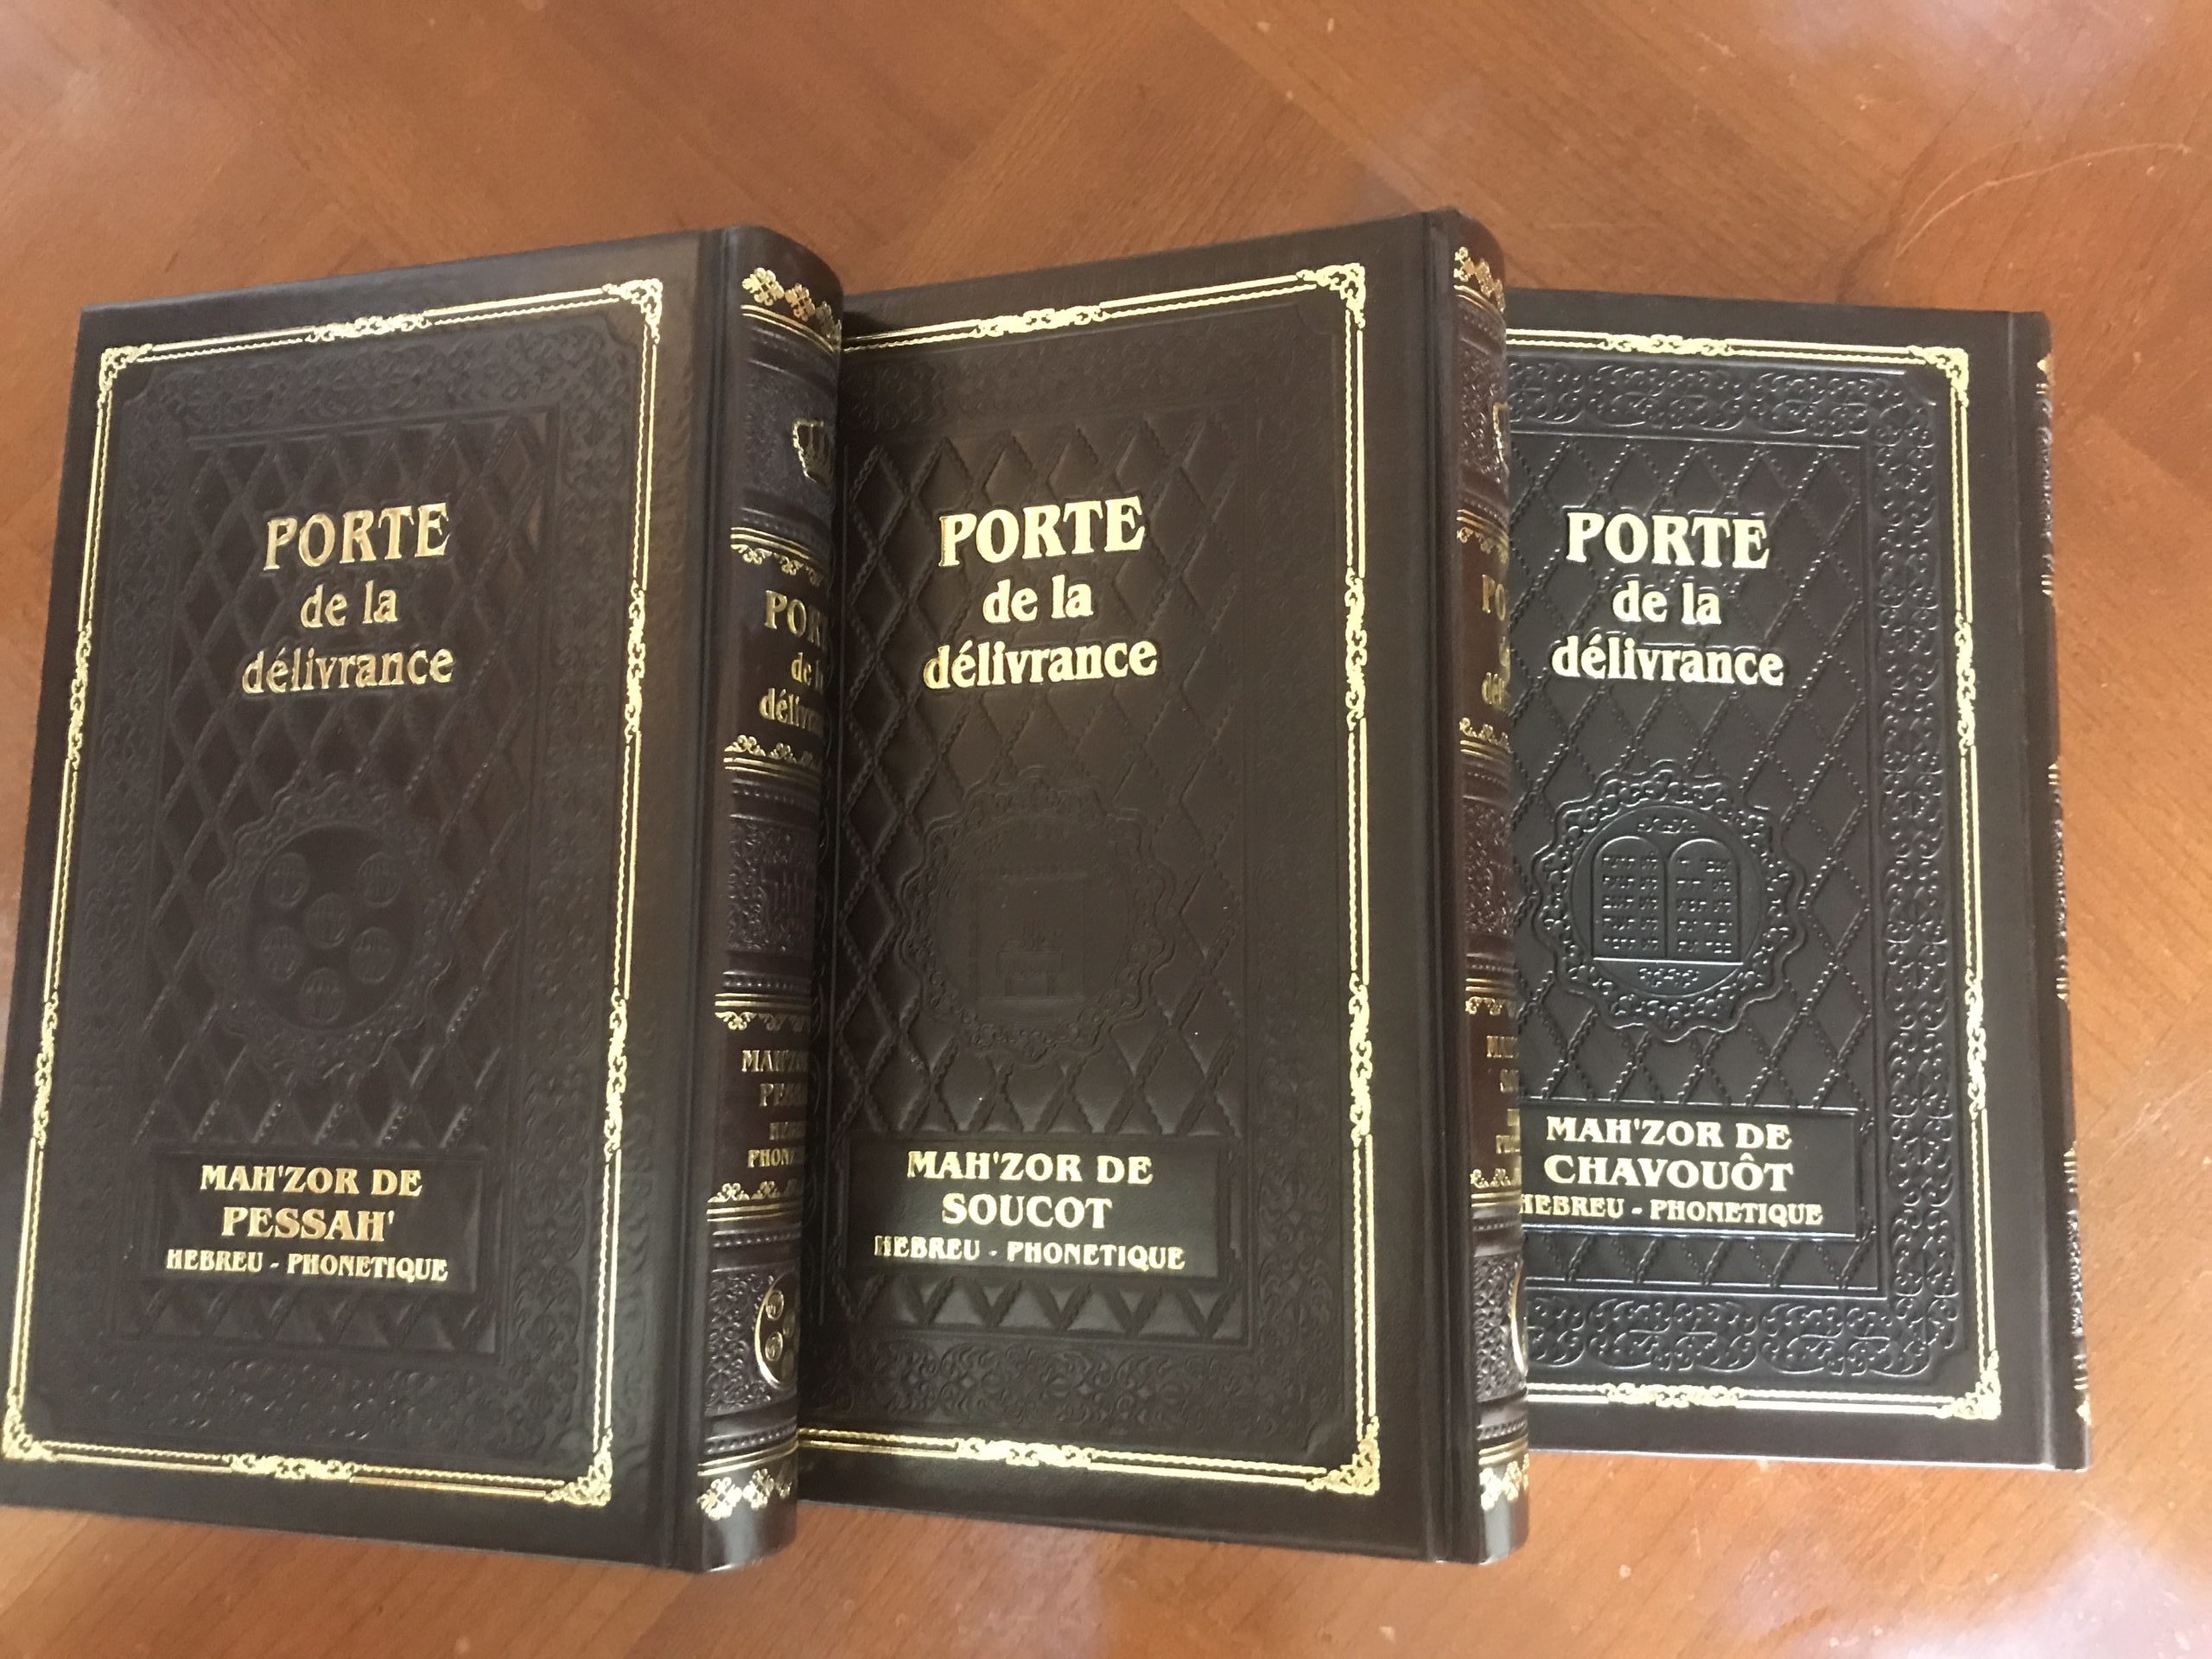 PORTE
de la
délivrance
MAH'ZOR DE
PESSAH'
HEBREU - PHONETIQUE
PORTE
de la
délivrance
MAH'ZOR DE
SOUCOT
HEBREU - PHONETIQUE
PORTE
de la
délivrance
MAH'ZOR DE
CHAVOUÔT
HEBREU - PHONETIQUE